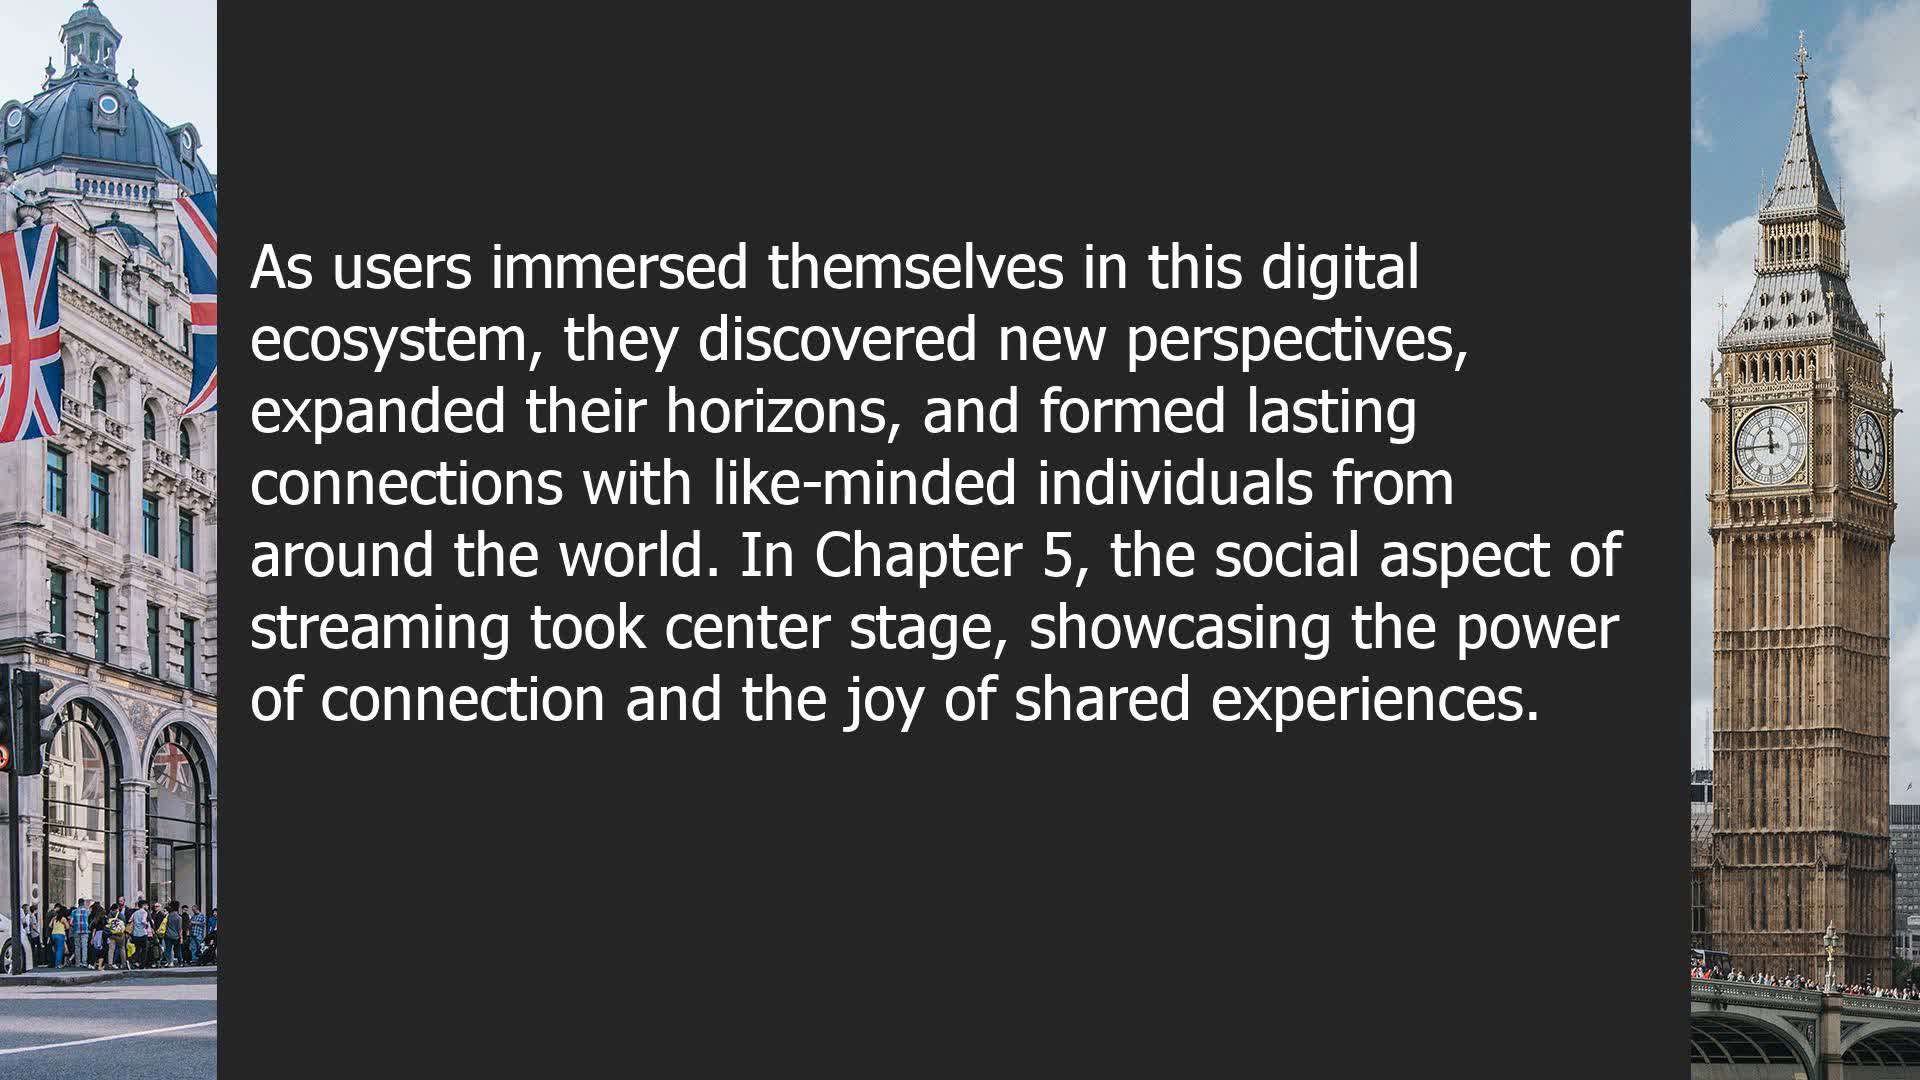 As users immersed themselves in this digital
ecosystem, they discovered new perspectives,
expanded their horizons, and formed lasting
connections with like-minded individuals from
around the world. In Chapter 5, the social aspect of
streaming took center stage, showcasing the power
of connection and the joy of shared experiences.